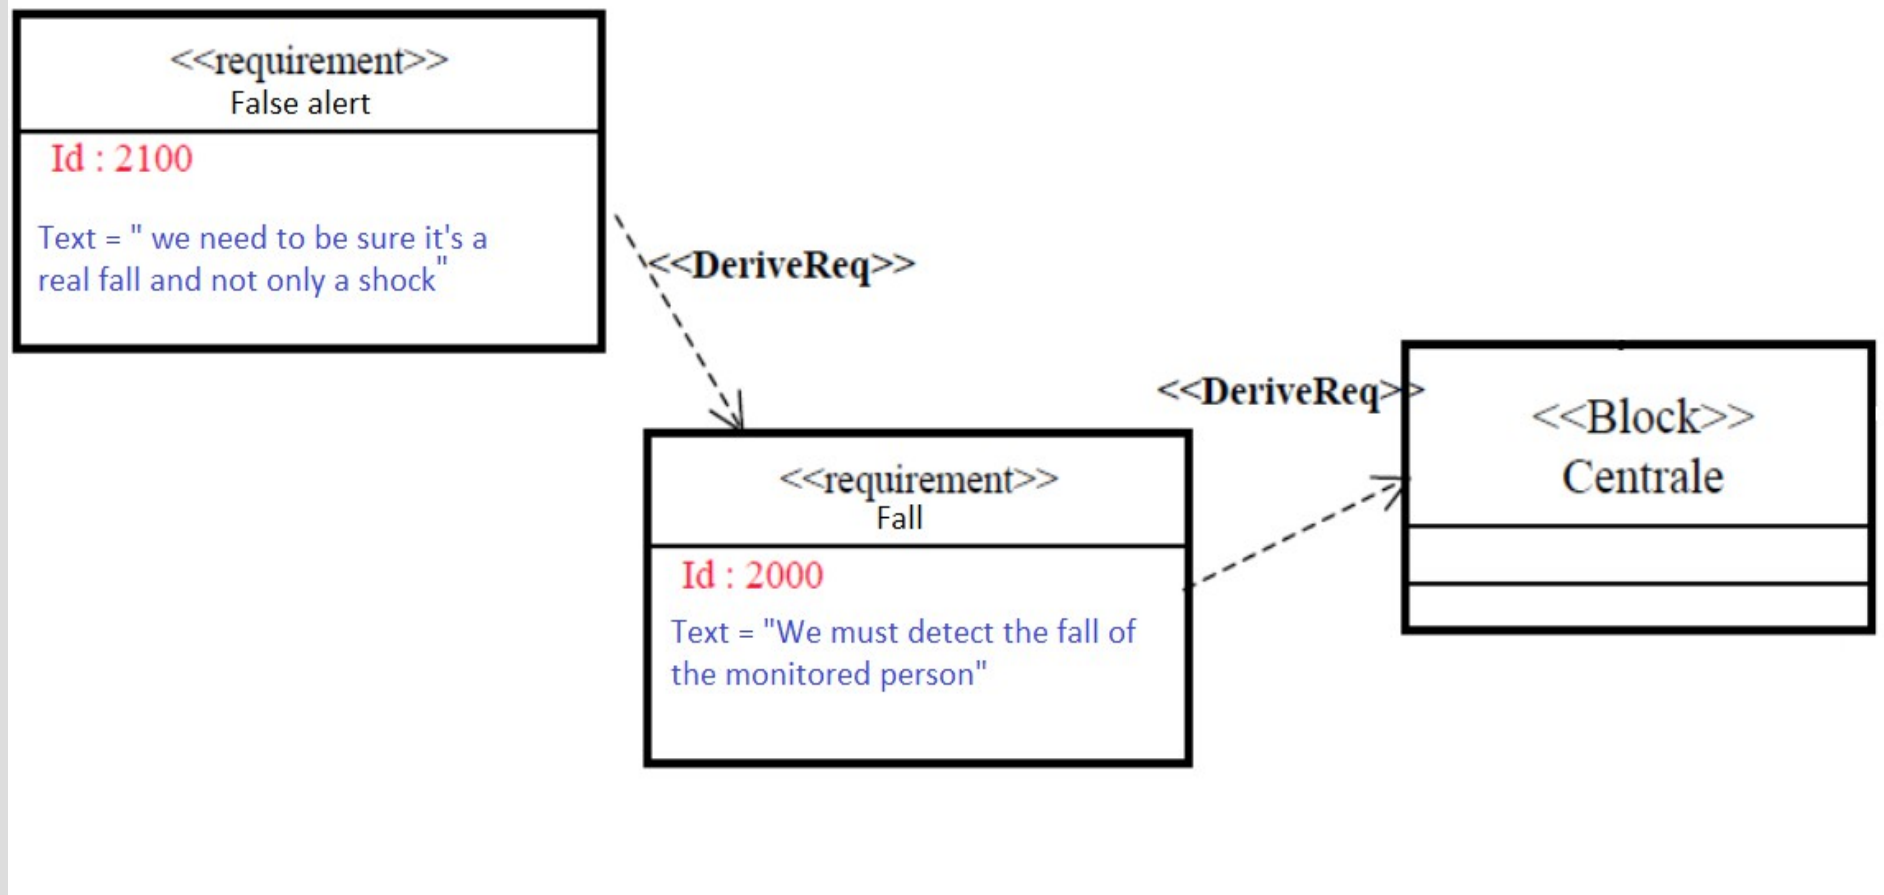 <<requirement>>
False alert
Id : 2100
Text = " we need to be sure it's a
real fall and not only a shock"
<<DeriveReq>>
<<DeriveReq>>
<<Block>>
Centrale
<<requirement>>
Fall
Id : 2000
Text = "We must detect the fall of
the monitored person"